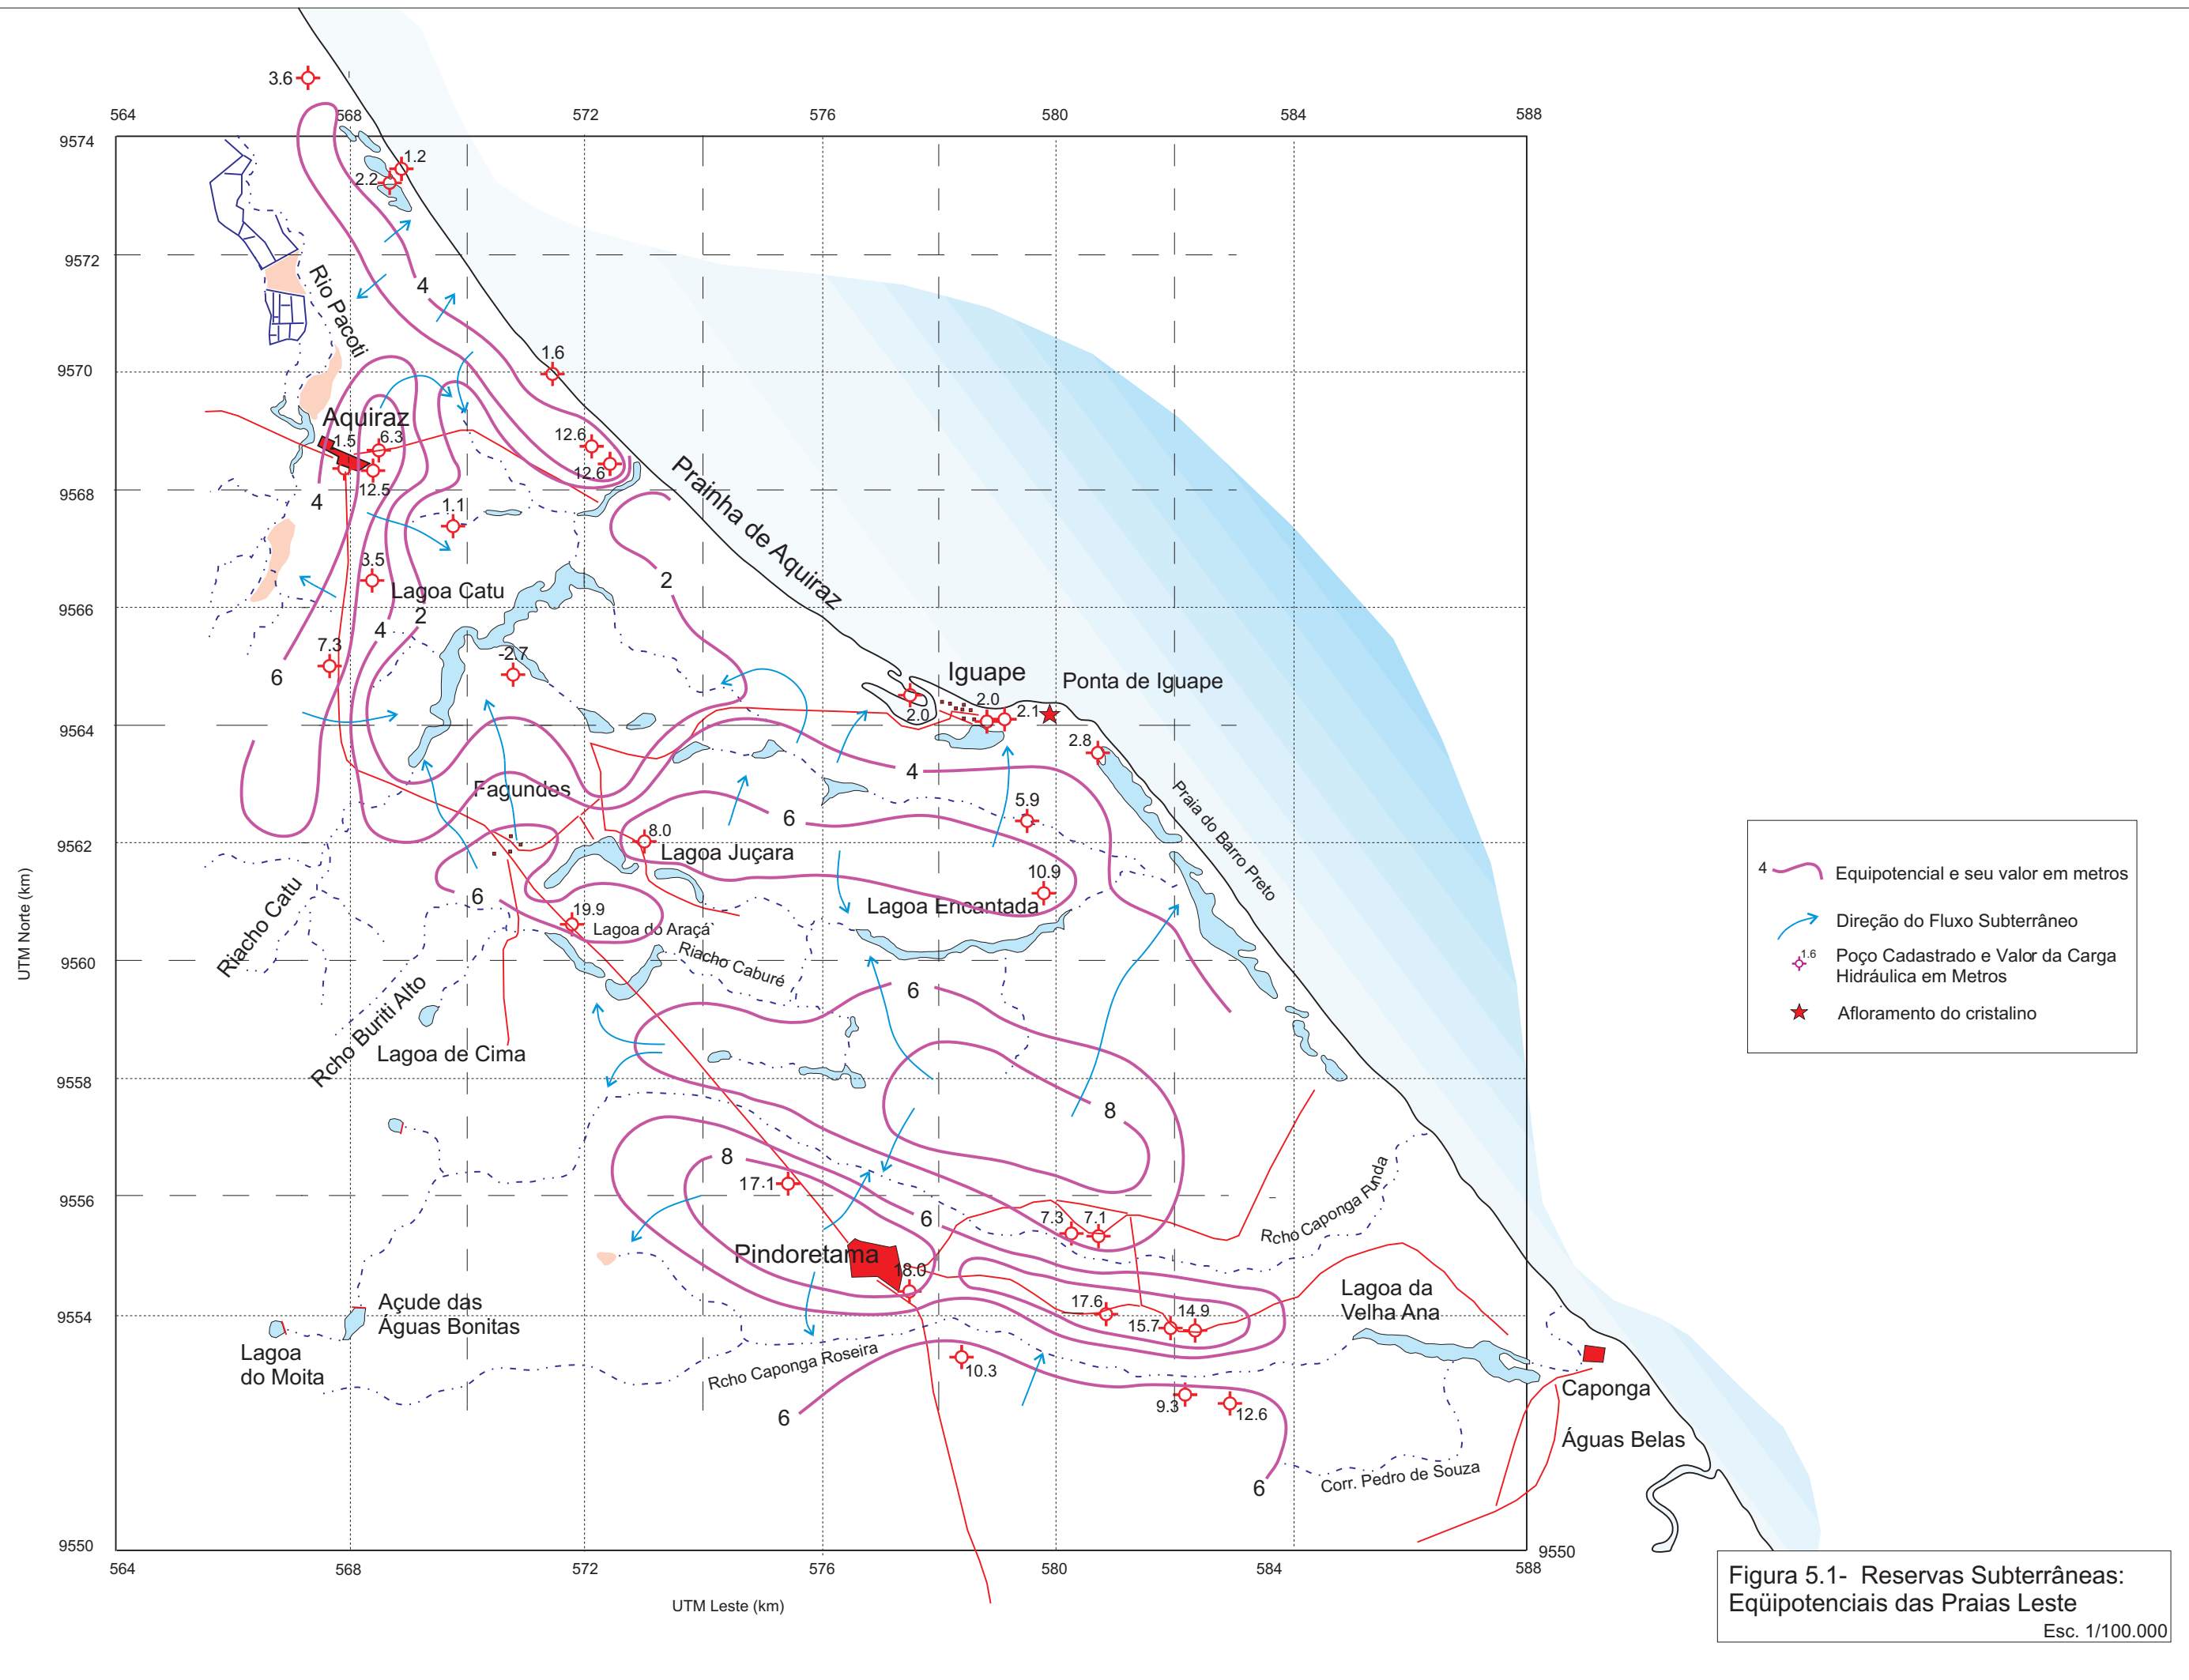 3.6
564
568
572
576
580
584
588
9574
1.2
2.2
9572
4
Rio Pacoti
1.6
9570
Aquiraz
1.5
6.3
12.6
12.6
12.5
4
9568
1.1
Prainha de Aquiraz
3.5
Lagoa Catu
2
2
4
9566
7.3
6
-2.7
Iguape
Ponta de Iguape
2.0
2.0
2.1
9564
2.8
4
Fagundes
Praia do Barro Preto
6
5.9
8.0
Lagoa Juçara
9562
4
Equipotencial e seu valor em metros
Direção do Fluxo Subterrâneo
1.6
Poço Cadastrado e Valor da Carga
Hidráulica em Metros
Afloramento do cristalino
UTM Norte (km)
Riacho Catu
6
10.9
Lagoa Encantada
19.9
Lagoa do Araçá
Riacho Caburé
9560
6
Rcho Buriti Alto
Lagoa de Cima
9558
8
8
17.1
9556
6
7.3
7.1
Rcho Caponga Funda
Pindoretama
18.0
17.6
14.9
15.7
Lagoa da
Velha Ana
Açude das
Águas Bonitas
9554
Lagoa
do Moita
Rcho Caponga Roseira
10.3
9.3
12.6
6
Caponga
Águas Belas
Corr. Pedro de Souza
6
9550
9550
564
568
572
576
580
584
588
UTM Leste (km)
Figura 5.1- Reservas Subterrâneas:
Eqüipotenciais das Praias Leste
Esc. 1/100.000